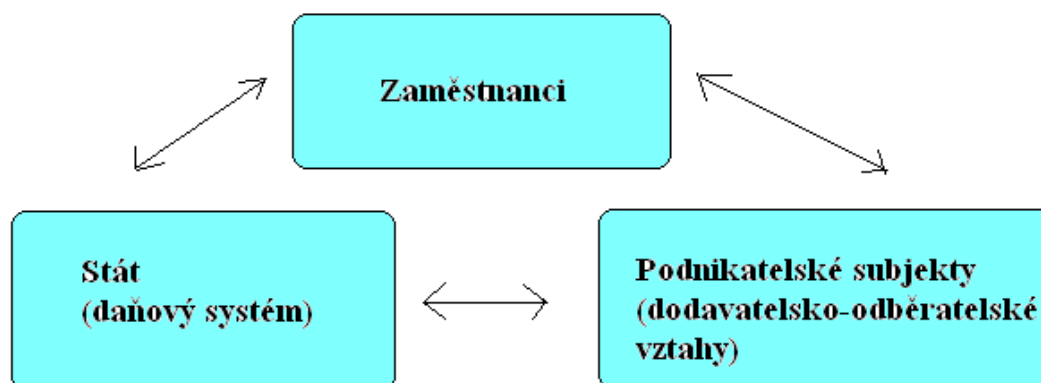 Zaměstnanci
Stát
(daňový systém)
Podnikatelské subjekty
(dodavatelsko-odběratelské
vztahy)